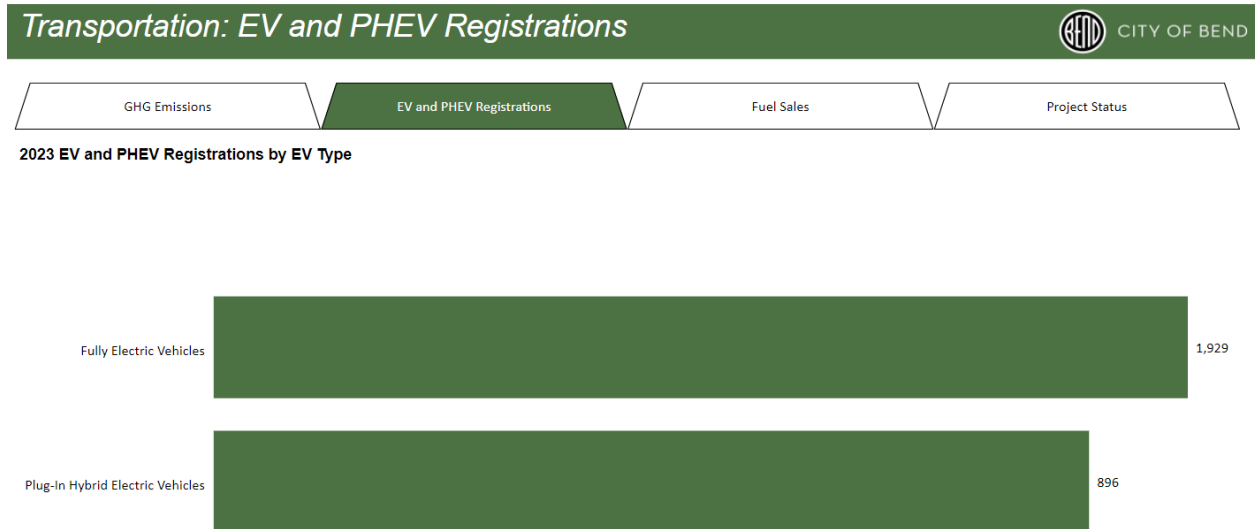 Transportation: EV and PHEV Registrations
BEND CITY OF BEND
GHG Emissions EV and PHEV Registrations Fuel Sales Project Status
2023 EV and PHEV Registrations by EV Type
Fully Electric Vehicles 1,929
Plug-In Hybrid Electric Vehicles 896